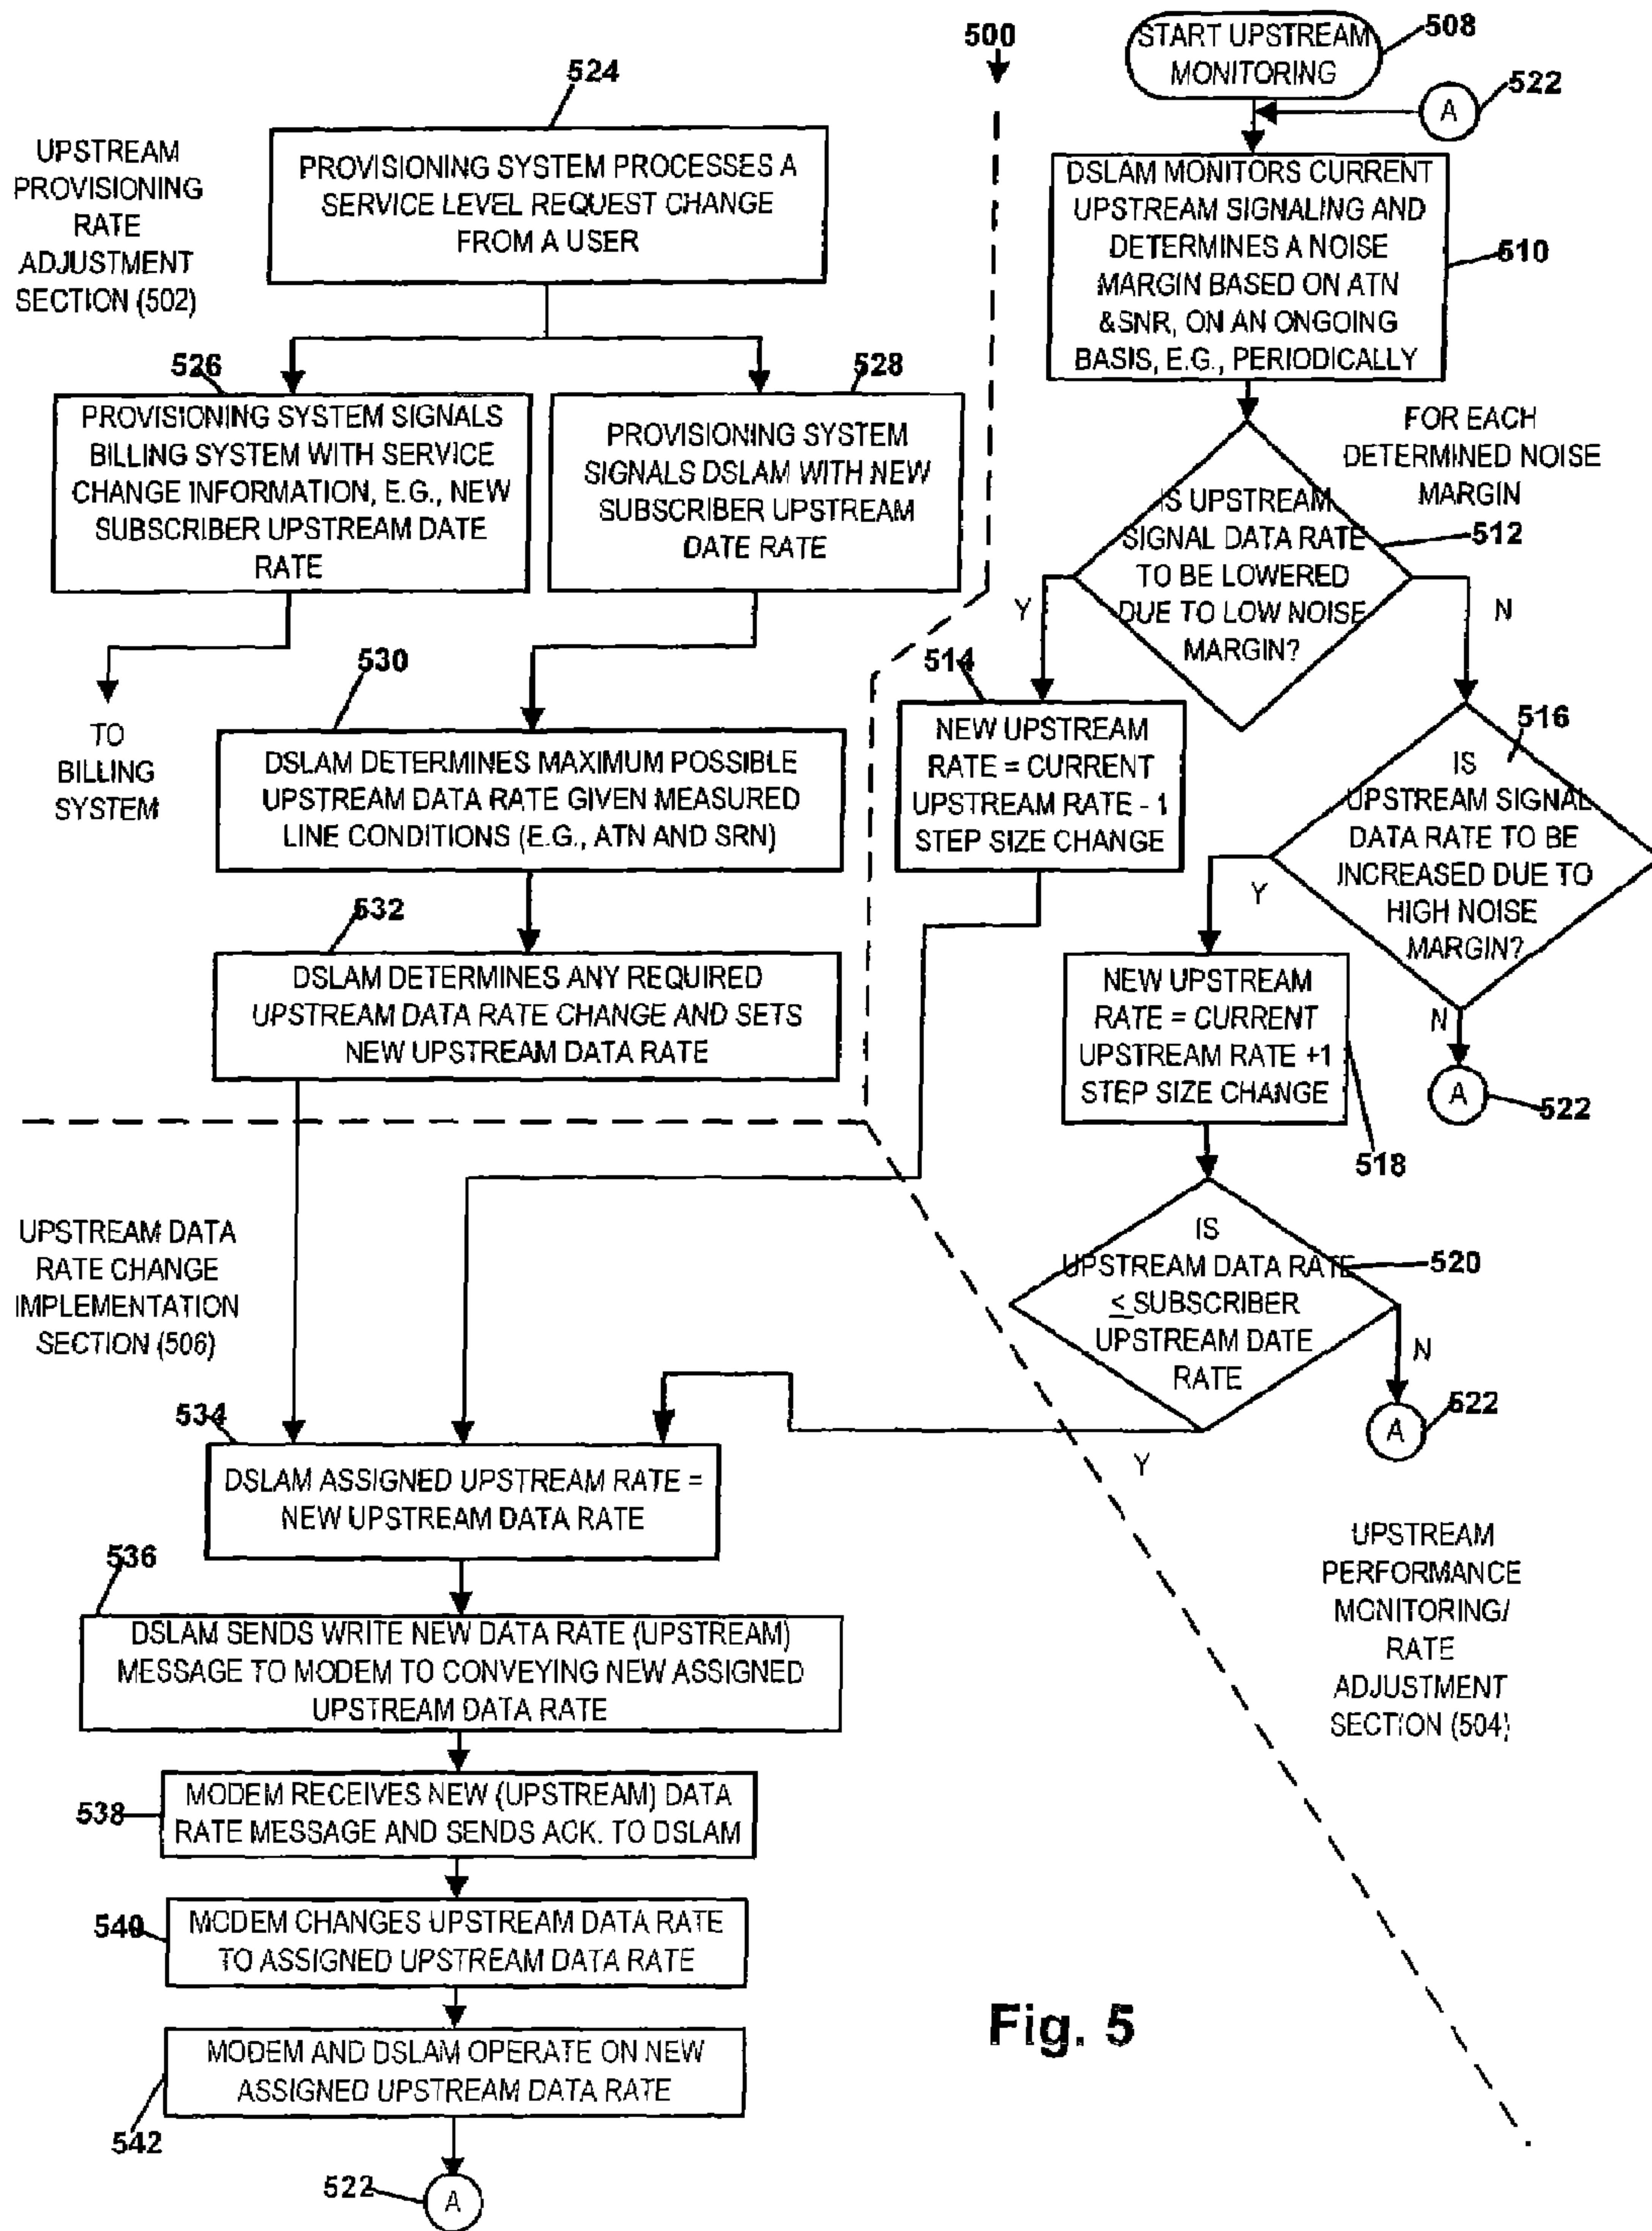 500
START UPSTREAM
MONITORING
508
A
522
524
UPSTREAM
PROVISIONING
RATE
ADJUSTMENT
SECTION (502)
PROVISIONING SYSTEM PROCESSES A
SERVICE LEVEL REQUEST CHANGE
FROM A USER
DSLAM MONITORS CURRENT
UPSTREAM SIGNALING AND
DETERMINES A NOISE
MARGIN BASED ON ATN
&SNR, ON AN ONGOING
BASIS, E.G., PERIODICALLY
510
526
PROVISIONING SYSTEM SIGNALS
BILLING SYSTEM WITH SERVICE
CHANGE INFORMATION, E.G., NEW
SUBSCRIBER UPSTREAM DATE
RATE
528
PROVISIONING SYSTEM
SIGNALS DSLAM WITH NEW
SUBSCRIBER UPSTREAM
DATE RATE
FOR EACH
DETERMINED NOISE
MARGIN
IS UPSTREAM
SIGNAL DATA RATE
TO BE LOWERED
DUE TO LOW NOISE
MARGIN?
512
Y
N
TO
BILLING
SYSTEM
530
DSLAM DETERMINES MAXIMUM POSSIBLE
UPSTREAM DATA RATE GIVEN MEASURED
LINE CONDITIONS (E.G., ATN AND SRN)
514
NEW UPSTREAM
RATE = CURRENT
UPSTREAM RATE - 1
STEP SIZE CHANGE
516
IS
UPSTREAM SIGNAL
DATA RATE TO BE
INCREASED DUE TO
HIGH NOISE
MARGIN?
Y
N
A
522
532
DSLAM DETERMINES ANY REQUIRED
UPSTREAM DATA RATE CHANGE AND SETS
NEW UPSTREAM DATA RATE
NEW UPSTREAM
RATE = CURRENT
UPSTREAM RATE +1
STEP SIZE CHANGE
518
IS
UPSTREAM DATA RATE
≤ SUBSCRIBER
UPSTREAM DATE
RATE
520
N
A
522
Y
UPSTREAM DATA
RATE CHANGE
IMPLEMENTATION
SECTION (506)
534
DSLAM ASSIGNED UPSTREAM RATE =
NEW UPSTREAM DATA RATE
UPSTREAM
PERFORMANCE
MONITORING/
RATE
ADJUSTMENT
SECTION (504)
536
DSLAM SENDS WRITE NEW DATA RATE (UPSTREAM)
MESSAGE TO MODEM TO CONVEYING NEW ASSIGNED
UPSTREAM DATA RATE
538
MODEM RECEIVES NEW (UPSTREAM) DATA
RATE MESSAGE AND SENDS ACK. TO DSLAM
540
MODEM CHANGES UPSTREAM DATA RATE
TO ASSIGNED UPSTREAM DATA RATE
542
MODEM AND DSLAM OPERATE ON NEW
ASSIGNED UPSTREAM DATA RATE
522
A
Fig. 5